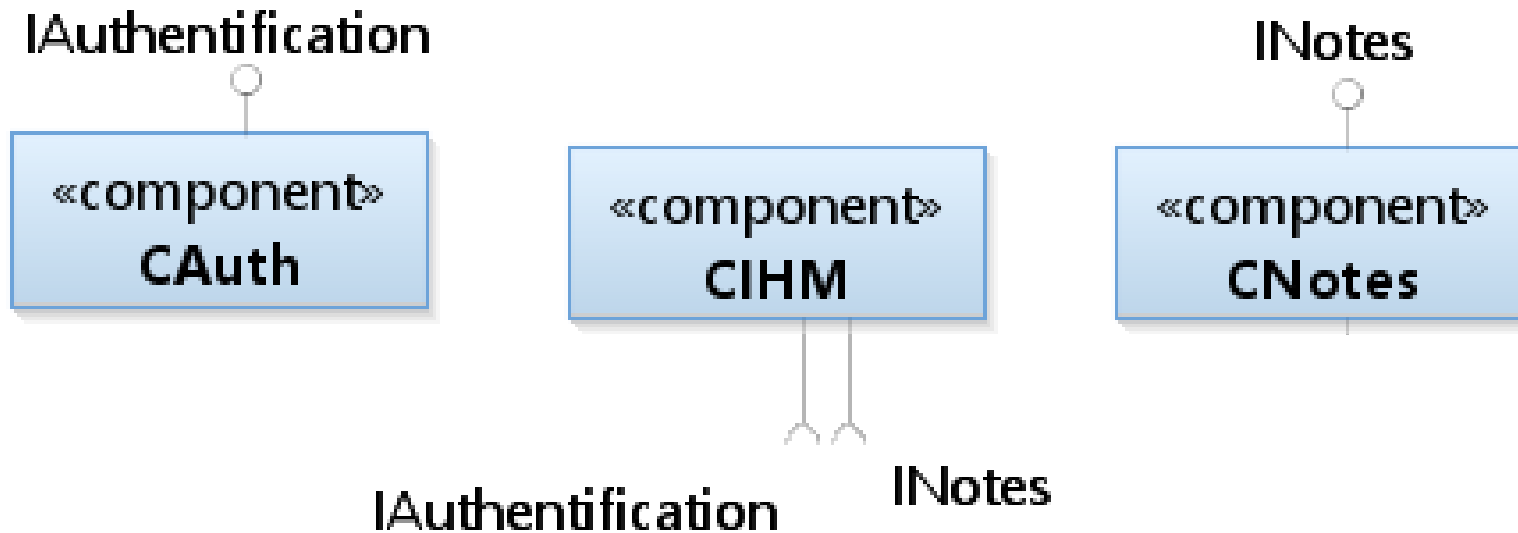 IAuthentification
INotes
«component»
CAuth
«component»
CIHM
«component»
CNotes
IAuthentification
INotes